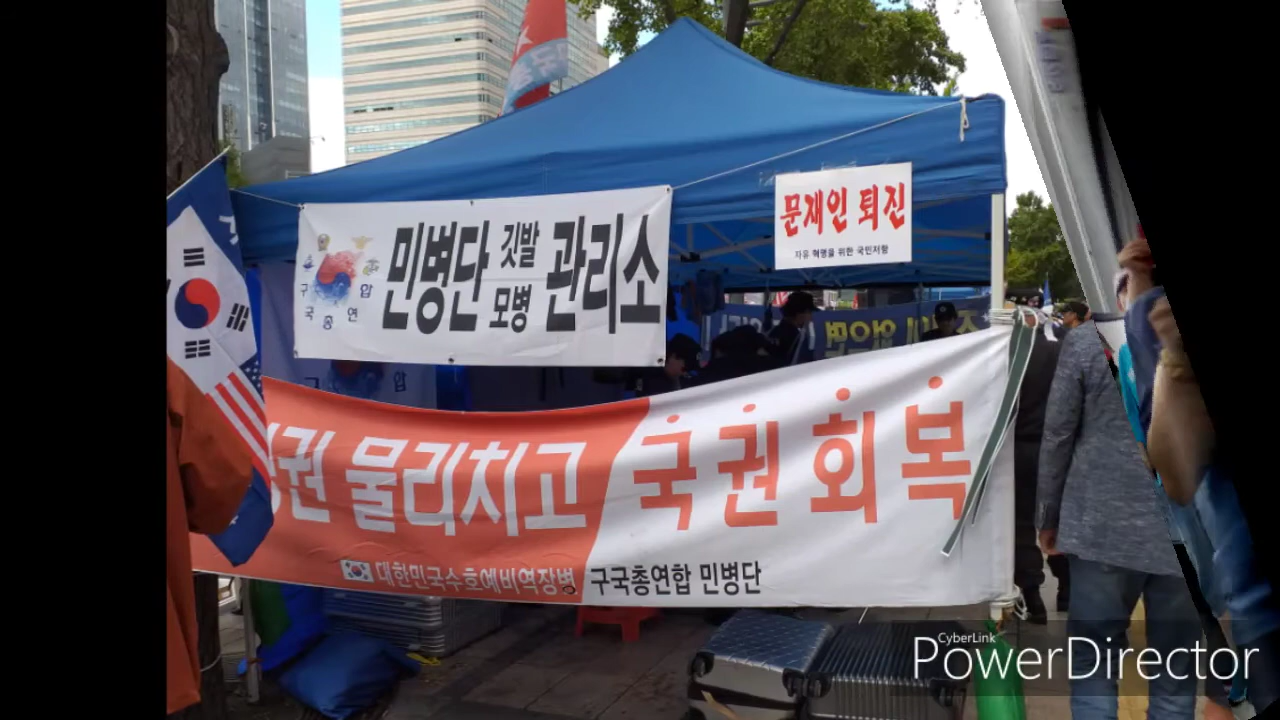 민병단 깃발 모병 관리소
구국총연합
문재인 퇴진
자유 혁명을 위한 국민저항
권 물리치고 국권회복
대한민국수호예비역장병 구국총연합 민병단
CyberLink
PowerDirector